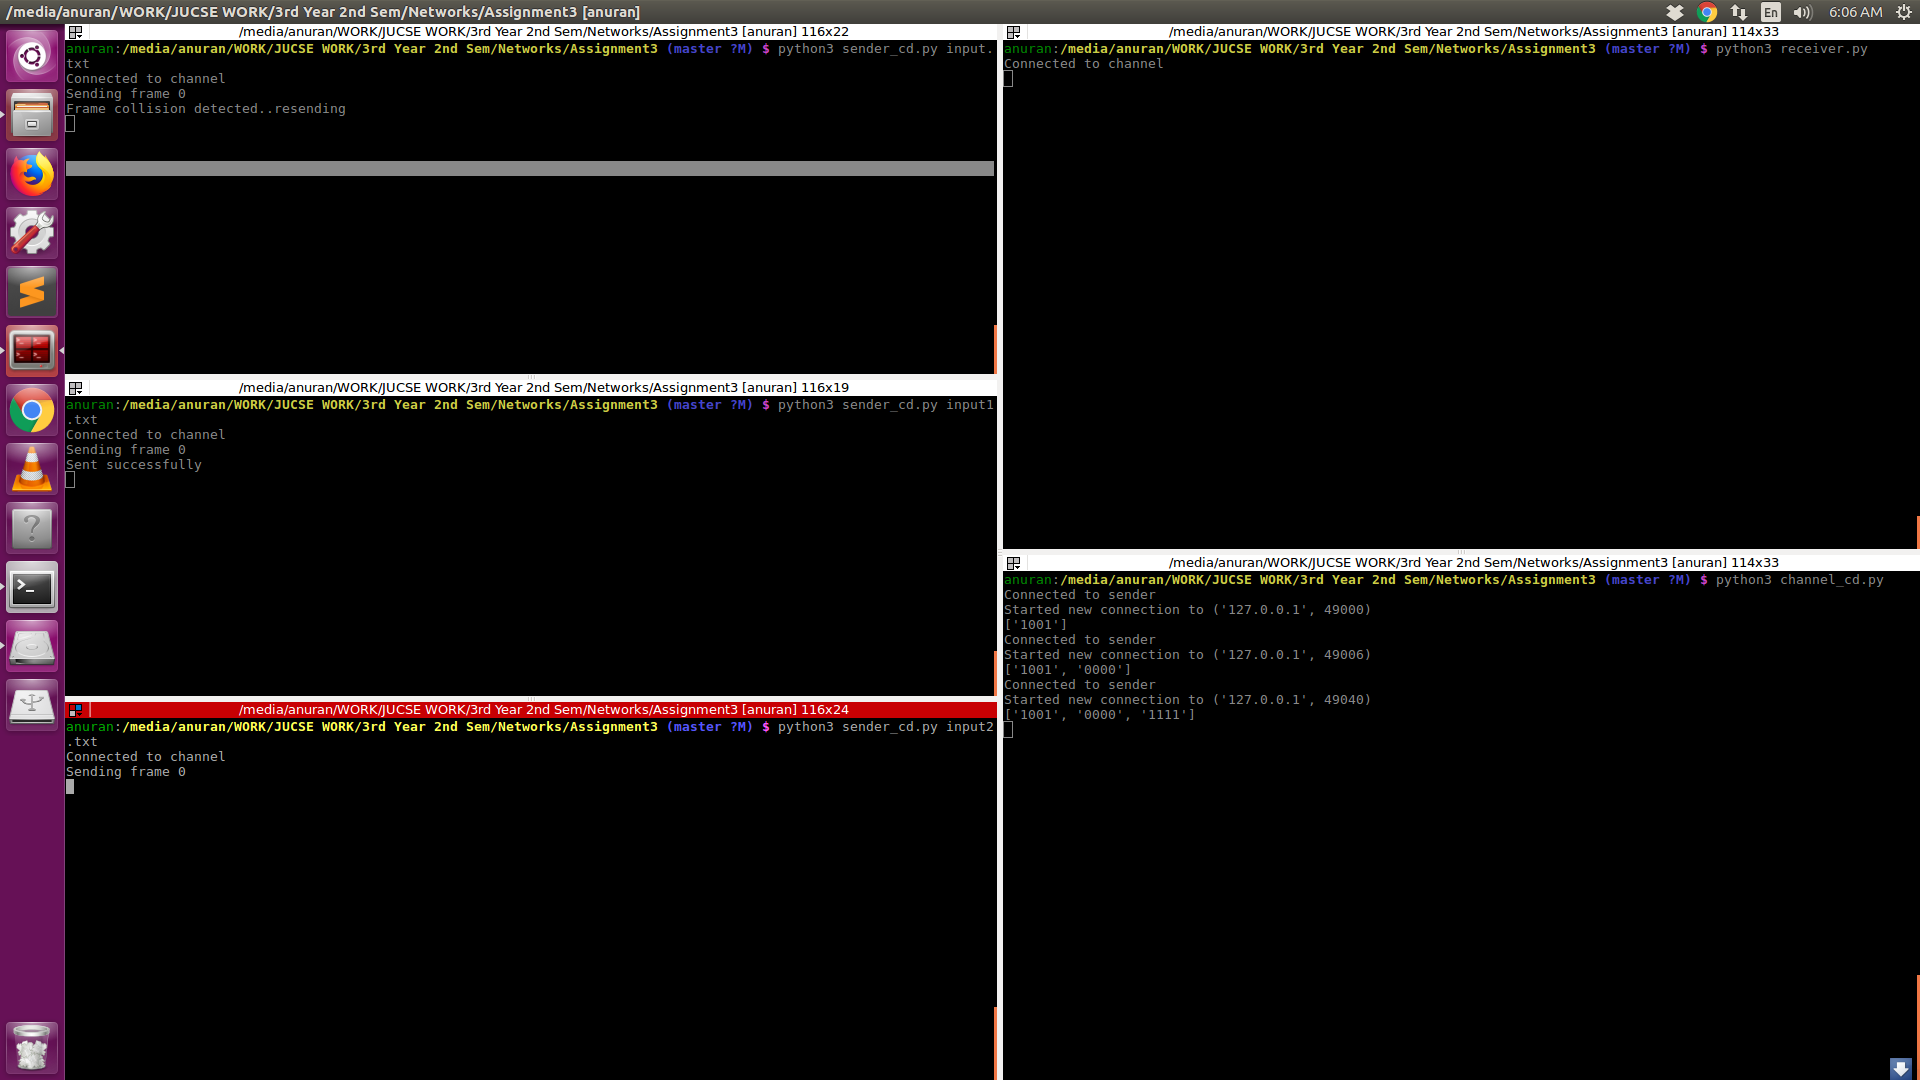 /media/anuran/WORK/JUCSE WORK/3rd Year 2nd Sem/Networks/Assignment3 [anuran]
En
6:06 AM
/media/anuran/WORK/JUCSE WORK/3rd Year 2nd Sem/Networks/Assignment3 [anuran] 116x22
anuran:/media/anuran/WORK/JUCSE WORK/3rd Year 2nd Sem/Networks/Assignment3 (master ?M) $ python3 sender_cd.py input.
txt
Connected to channel
Sending frame 0
Frame collision detected..resending
/media/anuran/WORK/JUCSE WORK/3rd Year 2nd Sem/Networks/Assignment3 [anuran] 116x19
anuran:/media/anuran/WORK/JUCSE WORK/3rd Year 2nd Sem/Networks/Assignment3 (master ?M) $ python3 sender_cd.py input1
.txt
Connected to channel
Sending frame 0
Sent successfully
/media/anuran/WORK/JUCSE WORK/3rd Year 2nd Sem/Networks/Assignment3 [anuran] 116x24
anuran:/media/anuran/WORK/JUCSE WORK/3rd Year 2nd Sem/Networks/Assignment3 (master ?M) $ python3 sender_cd.py input2
.txt
Connected to channel
Sending frame 0
/media/anuran/WORK/JUCSE WORK/3rd Year 2nd Sem/Networks/Assignment3 [anuran] 114x33
anuran:/media/anuran/WORK/JUCSE WORK/3rd Year 2nd Sem/Networks/Assignment3 (master ?M) $ python3 receiver.py
Connected to channel
/media/anuran/WORK/JUCSE WORK/3rd Year 2nd Sem/Networks/Assignment3 [anuran] 114x33
anuran:/media/anuran/WORK/JUCSE WORK/3rd Year 2nd Sem/Networks/Assignment3 (master ?M) $ python3 channel_cd.py
Connected to sender
Started new connection to ('127.0.0.1', 49000)
['1001']
Connected to sender
Started new connection to ('127.0.0.1', 49006)
['1001', '0000']
Connected to sender
Started new connection to ('127.0.0.1', 49040)
['1001', '0000', '1111']